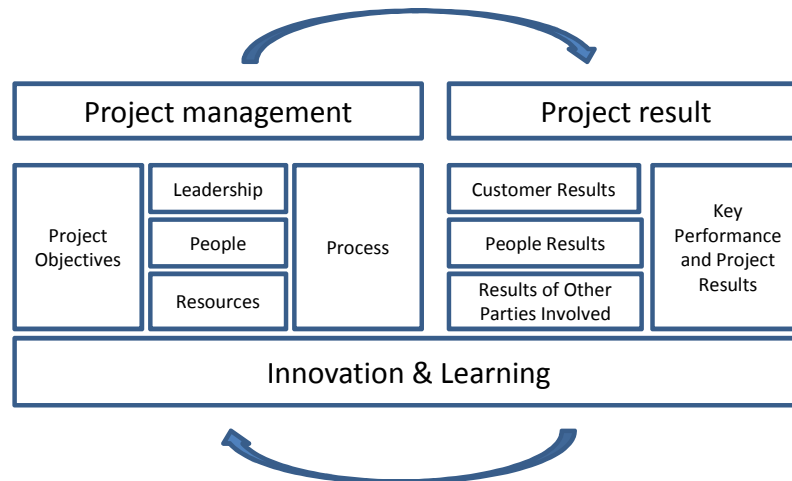 Project management
Project result
Project
Objectives
Leadership
People
Resources
Process
Customer Results
People Results
Results of Other
Parties Involved
Key
Performance
and Project
Results
Innovation & Learning